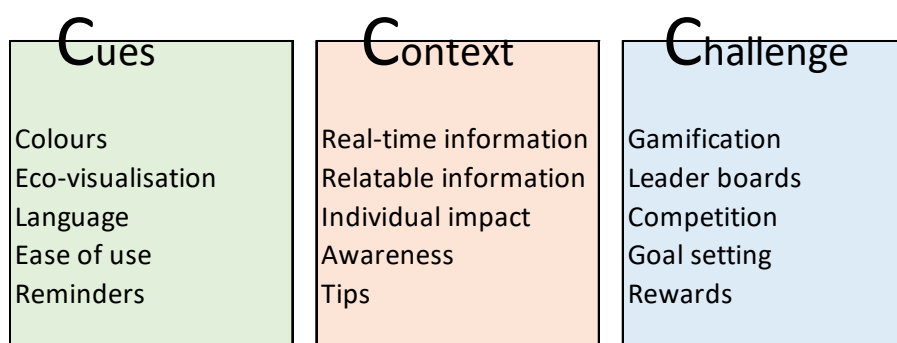 Cues
Colours
Eco-visualisation
Language
Ease of use
Reminders
Context
Real-time information
Relatable information
Individual impact
Awareness
Tips
Challenge
Gamification
Leader boards
Competition
Goal setting
Rewards